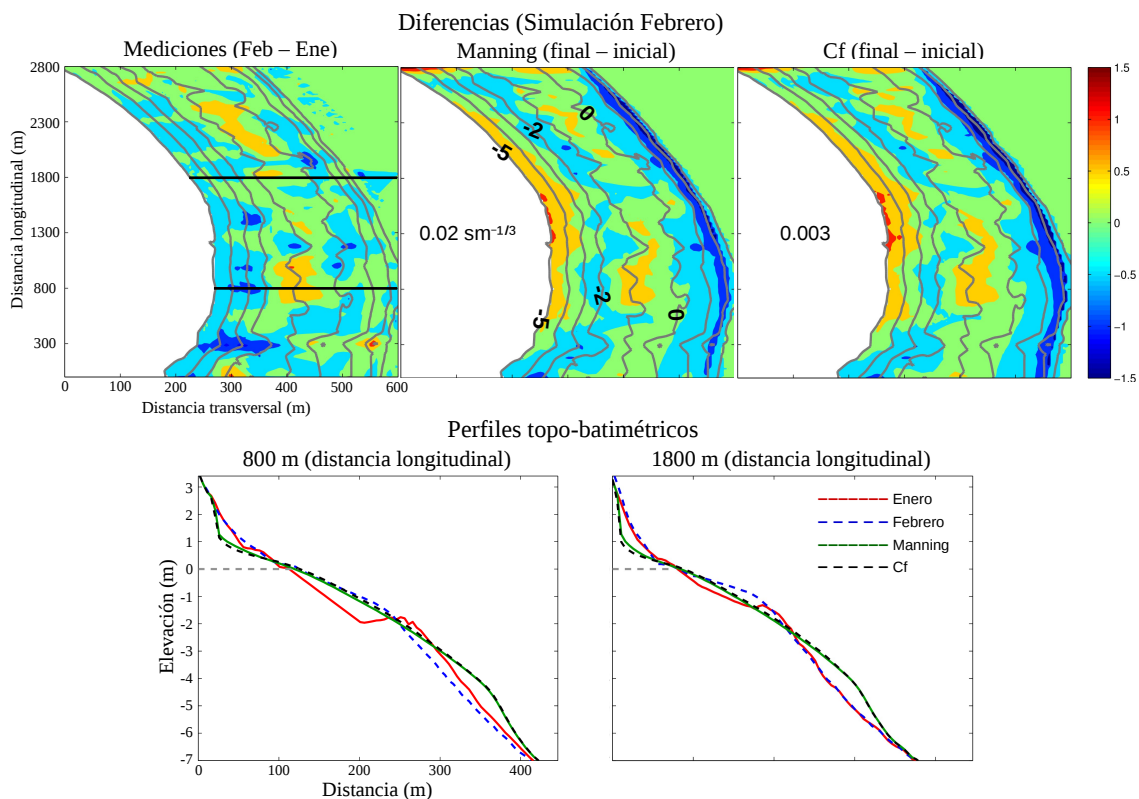 Diferencias (Simulación Febrero)
Mediciones (Feb – Ene)
Manning (final – inicial)
Cf (final – inicial)
Distancia longitudinal (m)
2800
2300
1800
1300
800
300
0
100
200
300
400
500
600
Distancia transversal (m)
0
-2
-5
0.02 sm⁻¹/³
-2
-5
0
0.003
1.5
1
0.5
0
−0.5
−1
−1.5
Perfiles topo-batimétricos
800 m (distancia longitudinal)
1800 m (distancia longitudinal)
Elevación (m)
3
2
1
0
-1
-2
-3
-4
-5
-6
-7
0
100
200
300
400
Distancia (m)
Enero
Febrero
Manning
Cf